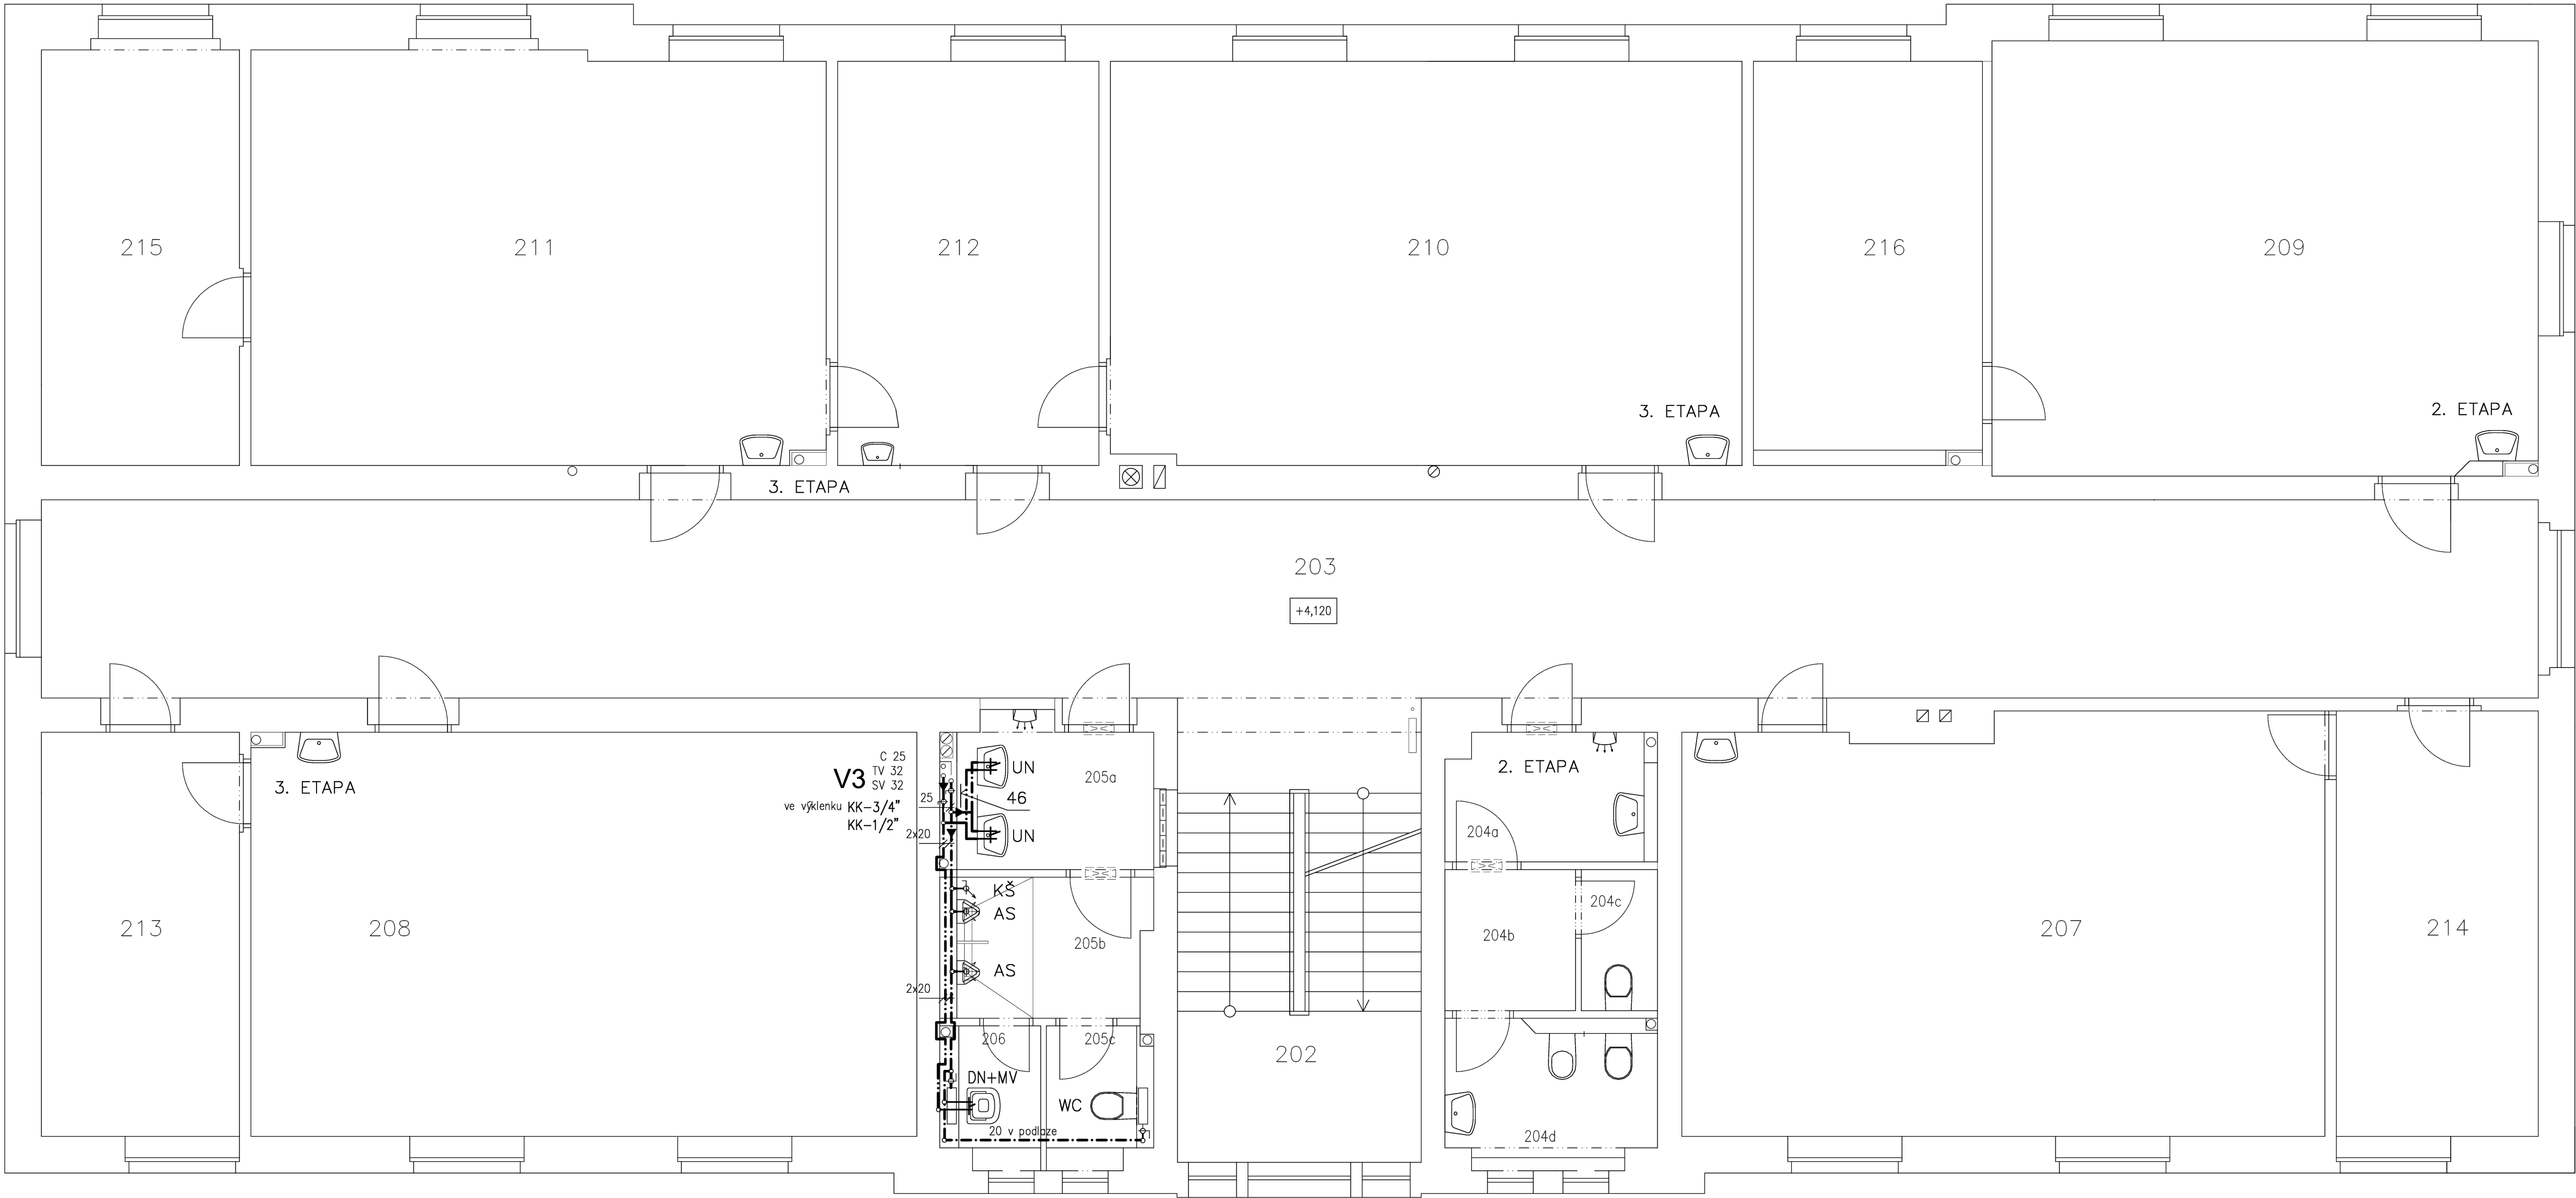 215
211
212
210
216
209
3. ETAPA
2. ETAPA
3. ETAPA
203
+4,120
3. ETAPA
C 25
V3 TV 32
SV 32
ve výklenku KK-3/4"
KK-1/2"
25
2x20
UN
46
UN
205a
2. ETAPA
204a
KŠ
AS
205b
AS
2x20
213
208
204c
204b
207
214
206
205c
202
DN+MV
WC
20 v podlaze
204d